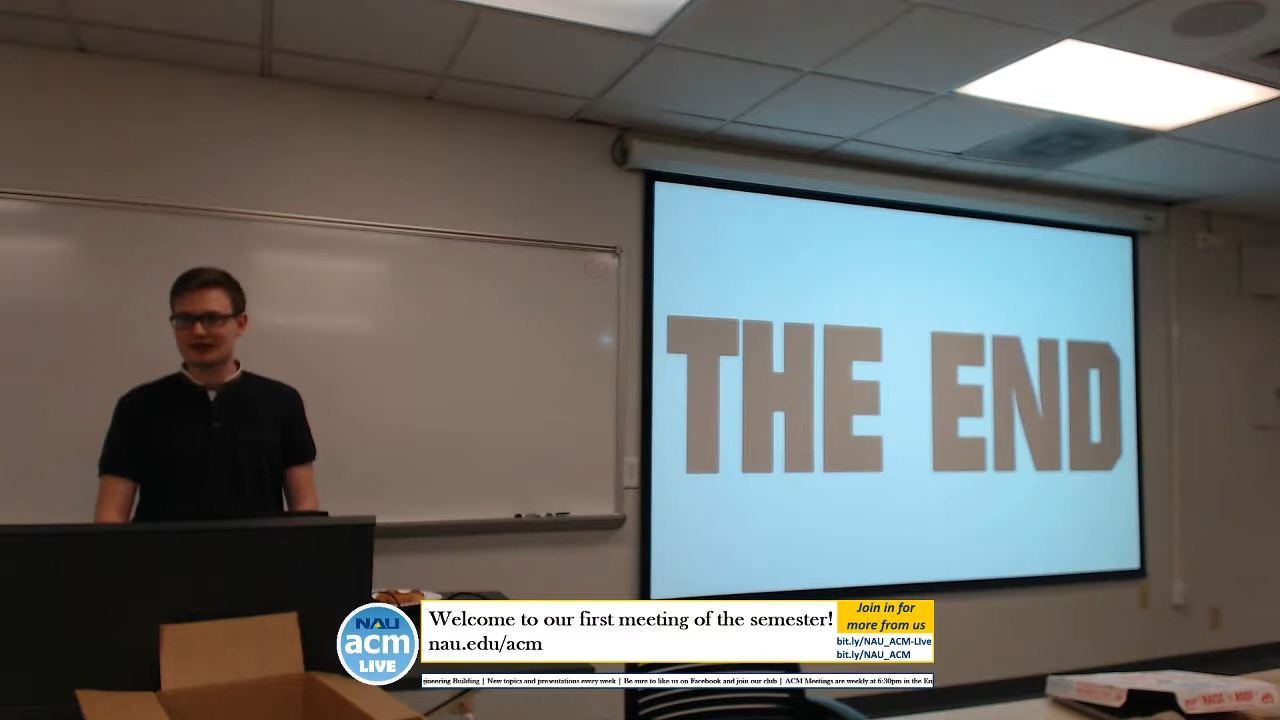 THE END
NAU
acm
LIVE
Welcome to our first meeting of the semester!
nau.edu/acm
Join in for
more from us
bit.ly/NAU_ACM-LIve
bit.ly/NAU_ACM
gineering Building | New topics and presentations every week | Be sure to like us on Facebook and join our club | ACM Meetings are weekly at 6:30pm in the En